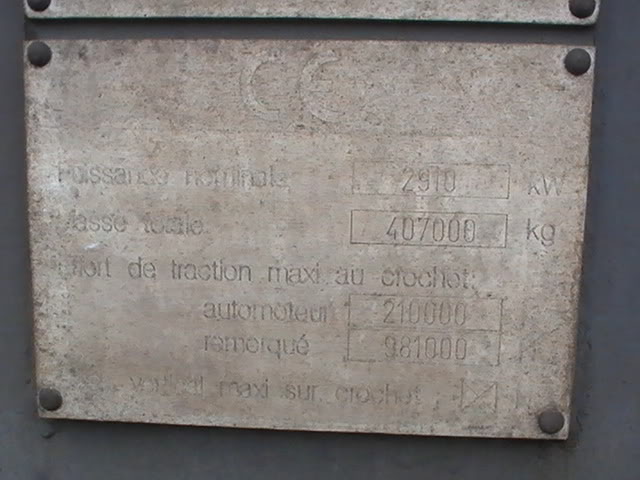 CE
Puissance nominale 2910 kW
Masse totale 407000 kg
Effort de traction maxi au crochet:
automoteur 210000
remorqué 981000
vertical maxi sur crochet :